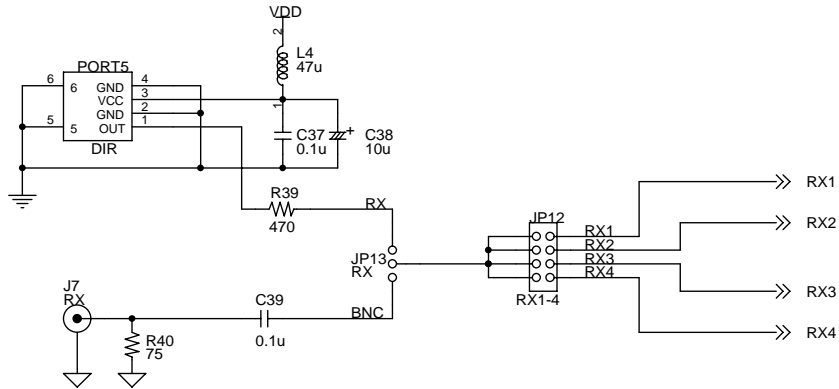 VDD
2
L4
47u
1
PORT5
6 6 GND 4
VCC 3
GND 2
5 5 OUT 1
DIR
C37
0.1u
+
C38
10u
R39
470
RX
JP13
RX
BNC
J7
RX
R40
75
C39
0.1u
JP12
RX1
RX2
RX3
RX4
RX1-4
RX1
RX2
RX3
RX4